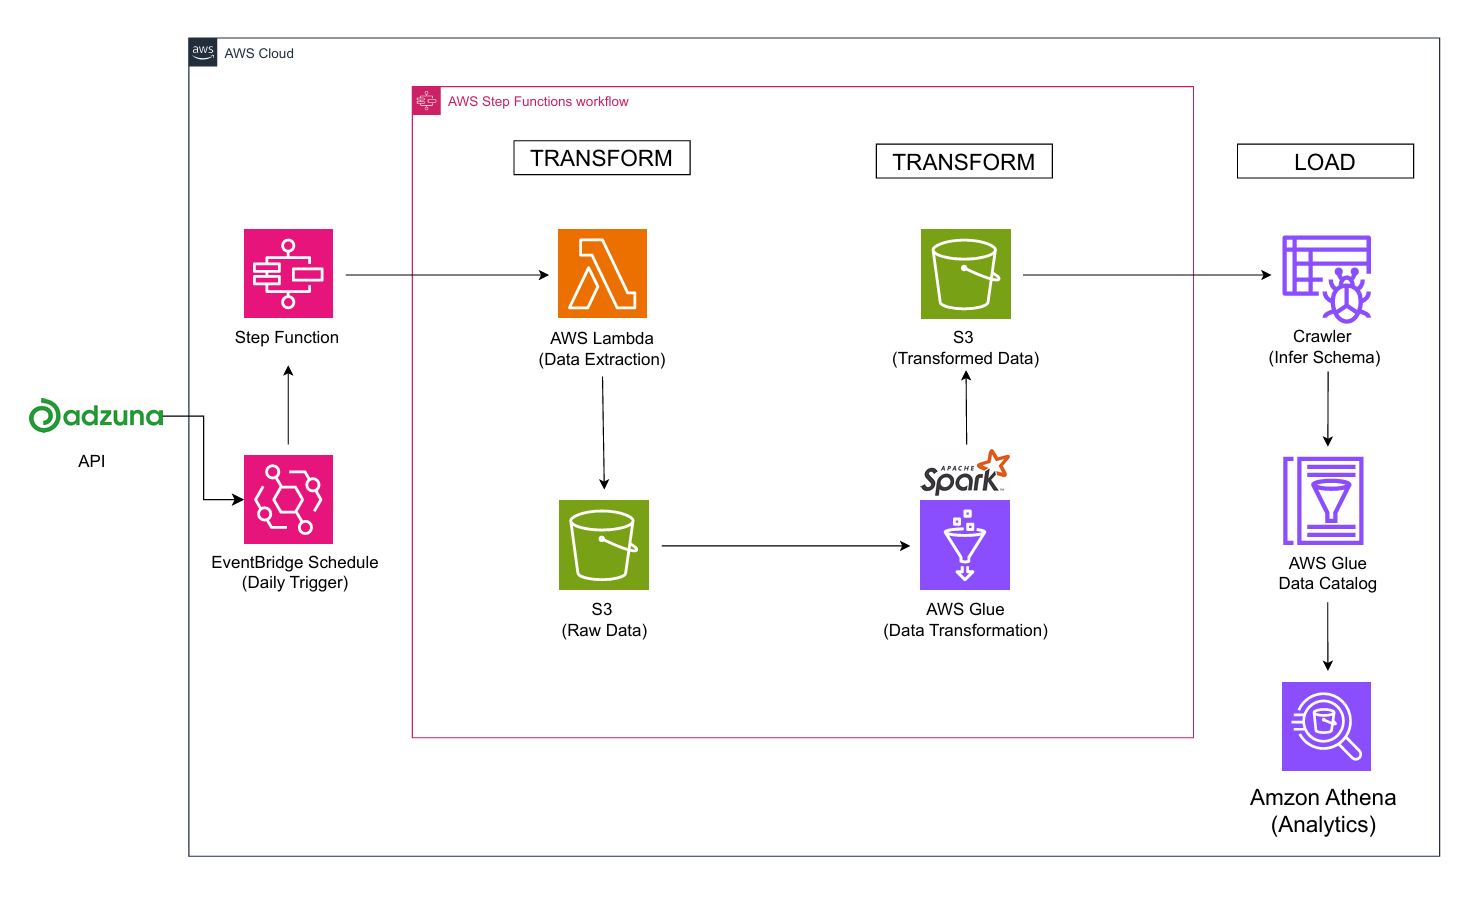 aws
AWS Cloud
AWS Step Functions workflow
TRANSFORM
TRANSFORM
LOAD
Step Function
AWS Lambda
(Data Extraction)
S3
(Transformed Data)
Crawler
(Infer Schema)
adzuna
API
EventBridge Schedule
(Daily Trigger)
S3
(Raw Data)
APACHE
Spark
AWS Glue
(Data Transformation)
AWS Glue
Data Catalog
Amzon Athena
(Analytics)